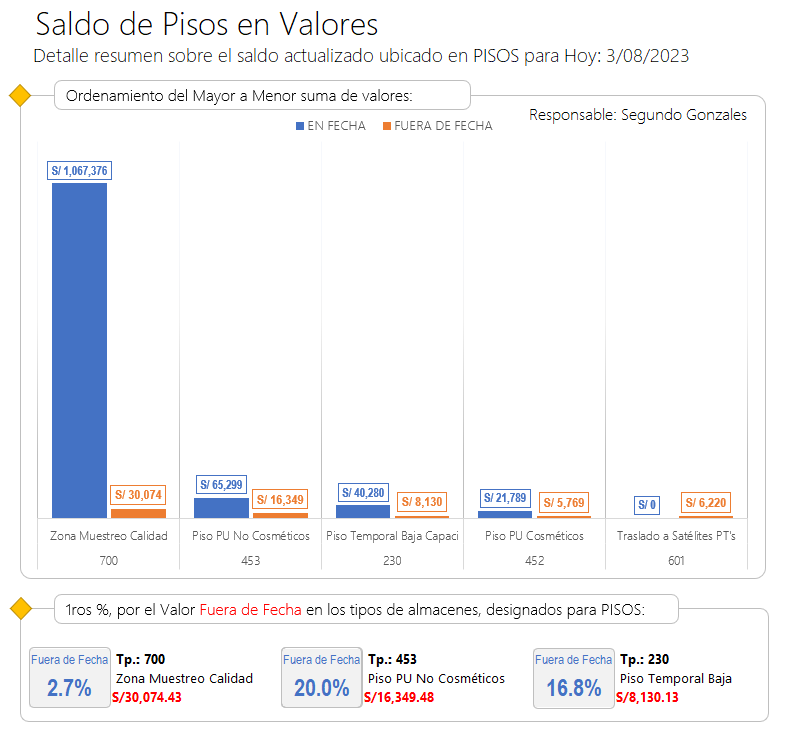 Saldo de Pisos en Valores
Detalle resumen sobre el saldo actualizado ubicado en PISOS para Hoy: 3/08/2023
Ordenamiento del Mayor a Menor suma de valores:
Responsable: Segundo Gonzales
EN FECHA FUERA DE FECHA
S/ 1,067,376
S/ 30,074
S/ 65,299
S/ 16,349
S/ 40,280
S/ 8,130
S/ 21,789
S/ 5,769
S/ 0
S/ 6,220
Zona Muestreo Calidad Piso PU No Cosméticos Piso Temporal Baja Capaci Piso PU Cosméticos Traslado a Satélites PT's
700 453 230 452 601
1ros %, por el Valor Fuera de Fecha en los tipos de almacenes, designados para PISOS:
Fuera de Fecha
2.7%
Tp.: 700
Zona Muestreo Calidad
S/30,074.43
Fuera de Fecha
20.0%
Tp.: 453
Piso PU No Cosméticos
S/16,349.48
Fuera de Fecha
16.8%
Tp.: 230
Piso Temporal Baja
S/8,130.13